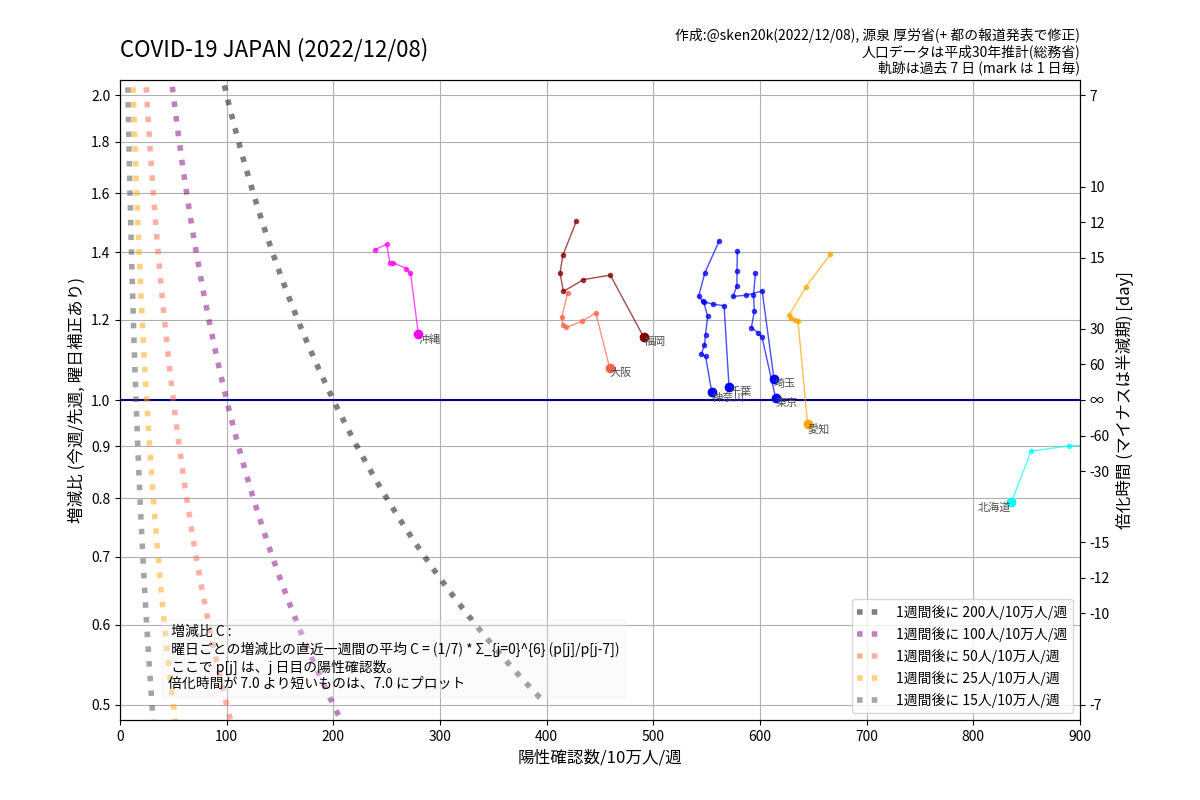 COVID-19 JAPAN (2022/12/08)
作成:@sken20k(2022/12/08), 源泉 厚労省(+ 都の報道発表で修正)
人口データは平成30年推計(総務省)
軌跡は過去 7 日 (mark は 1 日毎)
増減比 (今週/先週, 曜日補正あり)
2.0
1.8
1.6
1.4
1.2
1.0
0.9
0.8
0.7
0.6
0.5
沖縄
福岡
大阪
神奈川
千葉
埼玉
東京
愛知
北海道
7
10
12
15
30
60
∞
-60
-30
-15
-12
-10
-7
倍化時間 (マイナスは半減期) [day]
増減比 C :
曜日ごとの増減比の直近一週間の平均 C = (1/7) * Σ_{j=0}^{6} (p[j]/p[j-7])
ここで p[j] は、j 日目の陽性確認数。
倍化時間が 7.0 より短いものは、7.0 にプロット
1週間後に 200人/10万人/週
1週間後に 100人/10万人/週
1週間後に 50人/10万人/週
1週間後に 25人/10万人/週
1週間後に 15人/10万人/週
0 100 200 300 400 500 600 700 800 900
陽性確認数/10万人/週